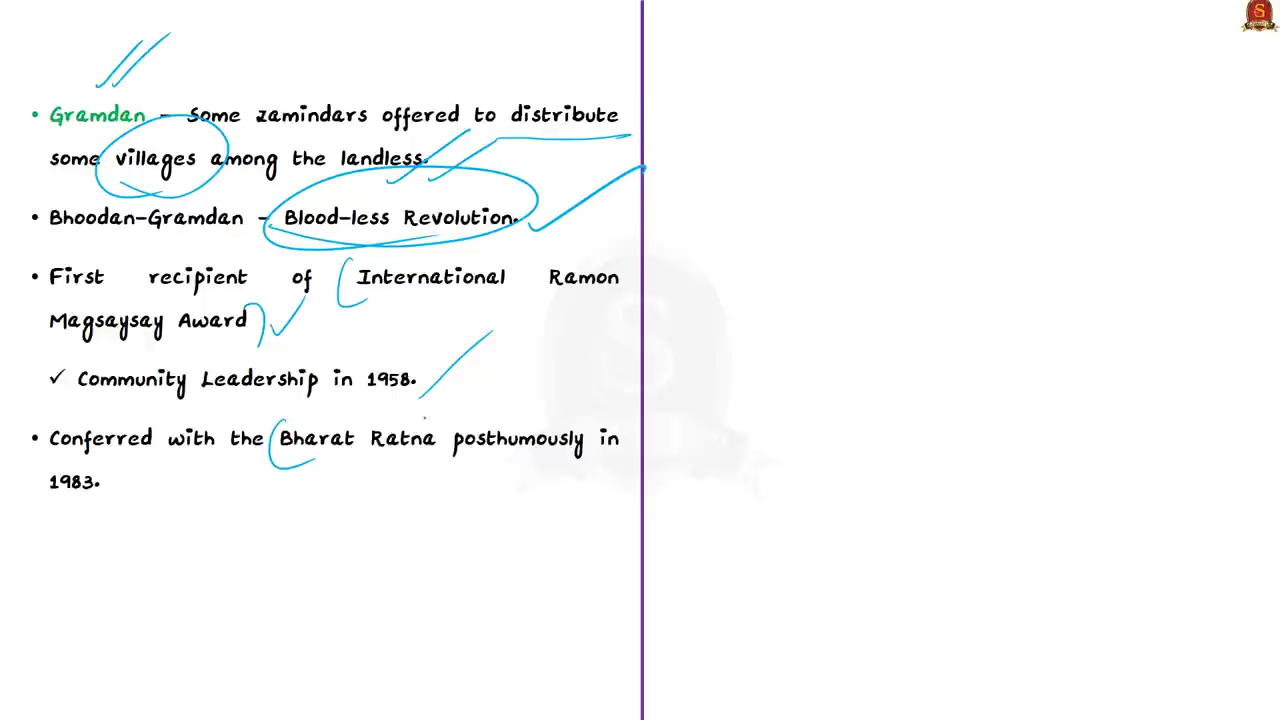 • Gramdan – Some zamindars offered to distribute
some villages among the landless.
• Bhoodan-Gramdan – Blood-less Revolution.
• First recipient of International Ramon
Magsaysay Award
✓ Community Leadership in 1958.
• Conferred with the Bharat Ratna posthumously in
1983.